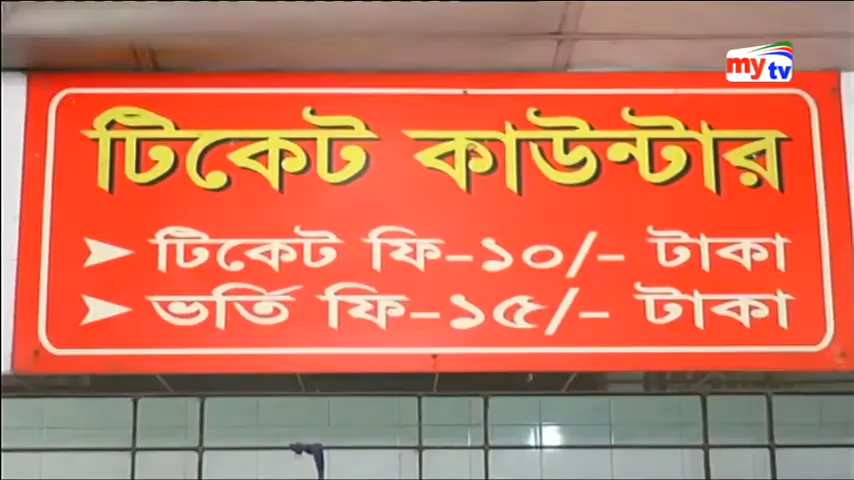 my tv
টিকেট কাউন্টার
টিকেট ফি-১০/- টাকা
ভর্তি ফি-১৫/- টাকা